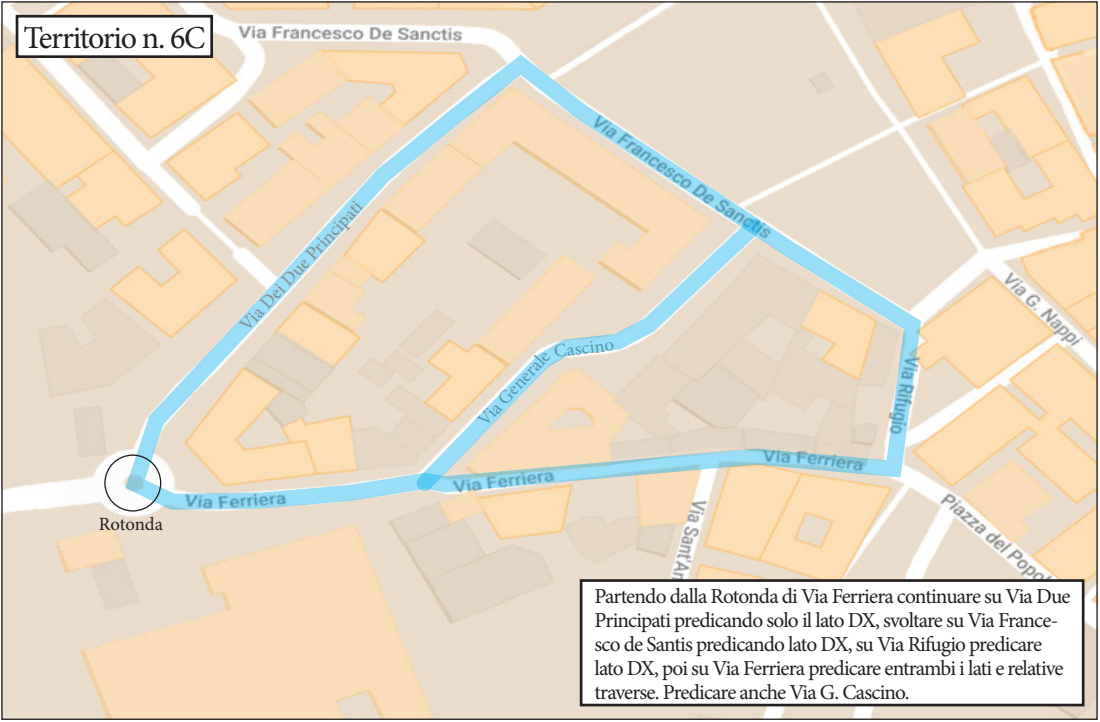 Territorio n. 6C
Via Francesco De Sanctis
Via Francesco De Sanctis
Via Dei Due Principati
Via G. Nappi
Via Generale Cascino
Via Rifugio
Via Ferriera
Via Ferriera
Via Ferriera
Rotonda
Via Sant'An
Piazza del Popol
Partendo dalla Rotonda di Via Ferriera continuare su Via Due
Principati predicando solo il lato DX, svoltare su Via France-
sco de Santis predicando lato DX, su Via Rifugio predicare
lato DX, poi su Via Ferriera predicare entrambi i lati e relative
traverse. Predicare anche Via G. Cascino.